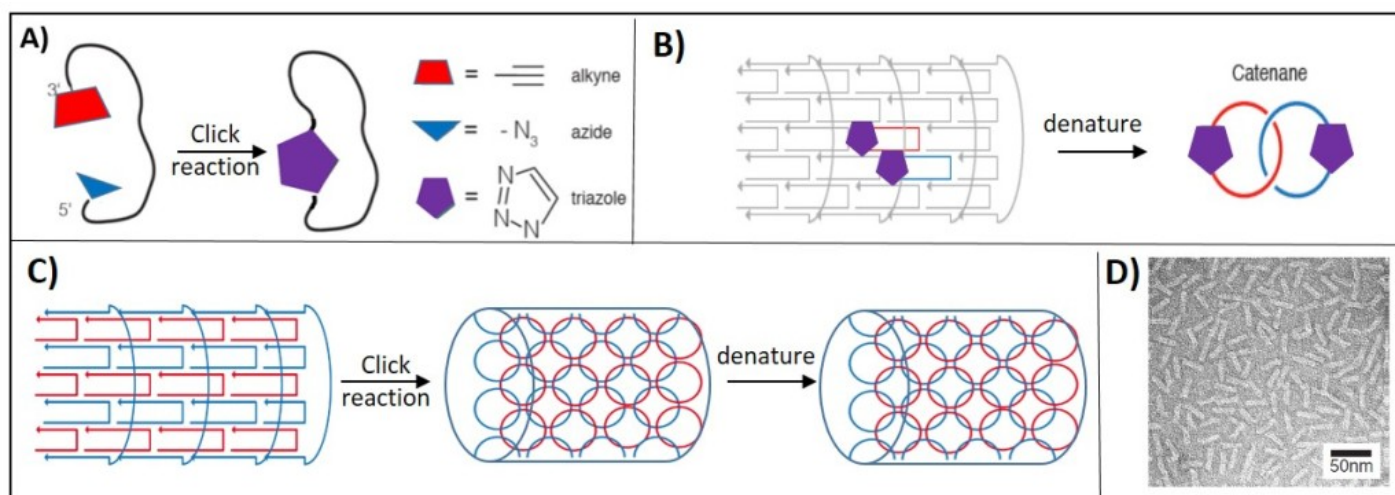 A)
3'
5'
Click
reaction
= alkyne
- N₃
= azide
N
N
N
= triazole
B)
denature
Catenane
C)
Click
reaction
denature
D)
50nm